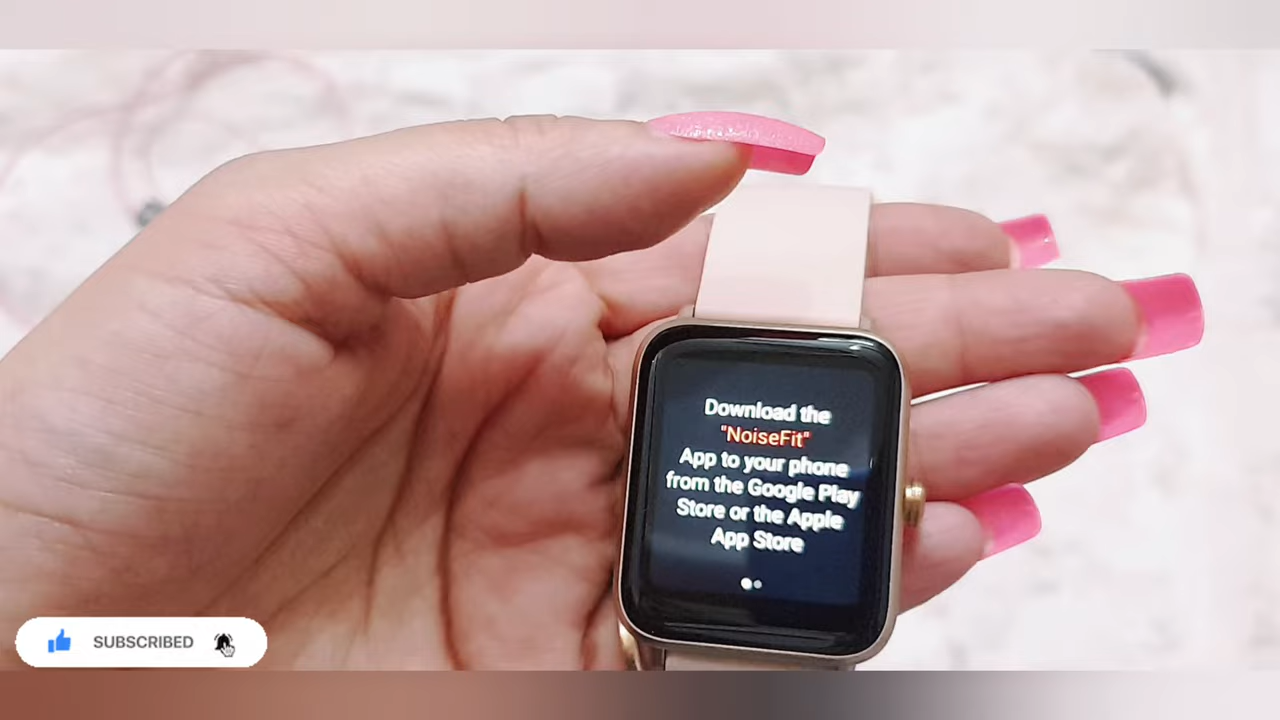 Download the
"NoiseFit"
App to your phone
from the Google Play
Store or the Apple
App Store
SUBSCRIBED